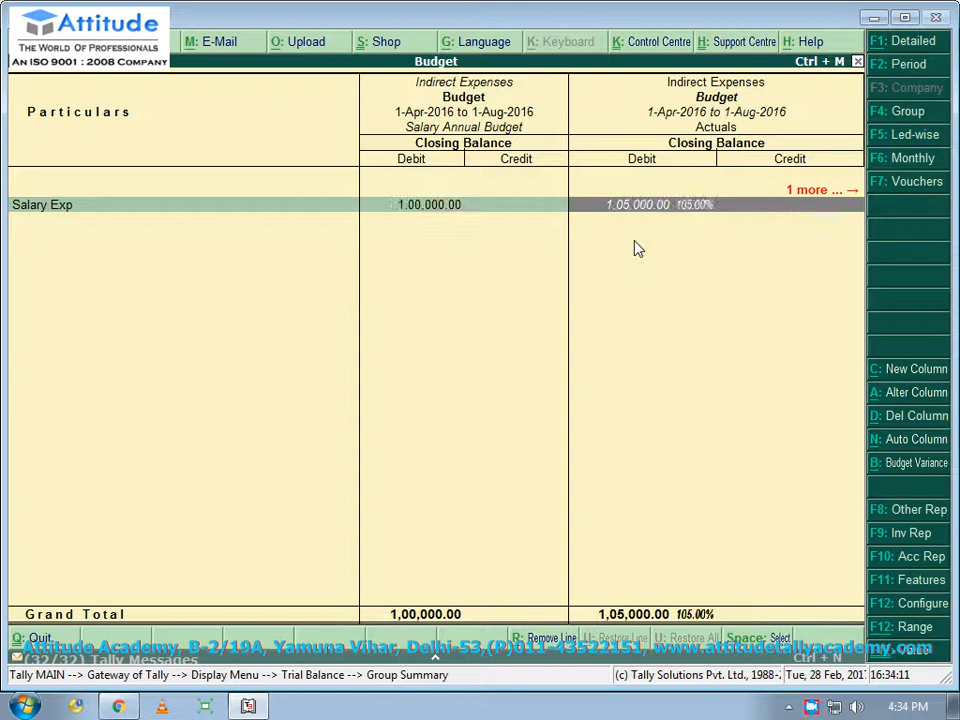 Attitude
THE WORLD OF PROFESSIONALS
AN ISO 9001 : 2008 COMPANY
M: E-Mail O: Upload S: Shop G: Language K: Keyboard K: Control Centre H: Support Centre H: Help
Budget Ctrl + M
Particulars
Indirect Expenses
Budget
1-Apr-2016 to 1-Aug-2016
Salary Annual Budget
Closing Balance
Debit Credit
Indirect Expenses
Budget
1-Apr-2016 to 1-Aug-2016
Actuals
Closing Balance
Debit Credit
1 more ... →
Salary Exp 1,00,000.00 1,05,000.00 105.00%
Grand Total 1,00,000.00 1,05,000.00 105.00%
F1: Detailed
F2: Period
F3: Company
F4: Group
F5: Led-wise
F6: Monthly
F7: Vouchers
C: New Column
A: Alter Column
D: Del Column
N: Auto Column
B: Budget Variance
F8: Other Rep
F9: Inv Rep
F10: Acc Rep
F11: Features
F12: Configure
F12: Range
Q: Quit R: Remove Line U: Restore Line U: Restore All Space: Select
Attitude Academy, B-2/19A, Yamuna Vihar, Delhi-53,(P)011-43522151, www.attitudetallyacademy.com
(32/32) Tally Messages Ctrl + N
Tally MAIN --> Gateway of Tally --> Display Menu --> Trial Balance --> Group Summary (c) Tally Solutions Pvt. Ltd., 1988-2 Tue, 28 Feb, 201 16:34:11
4:34 PM